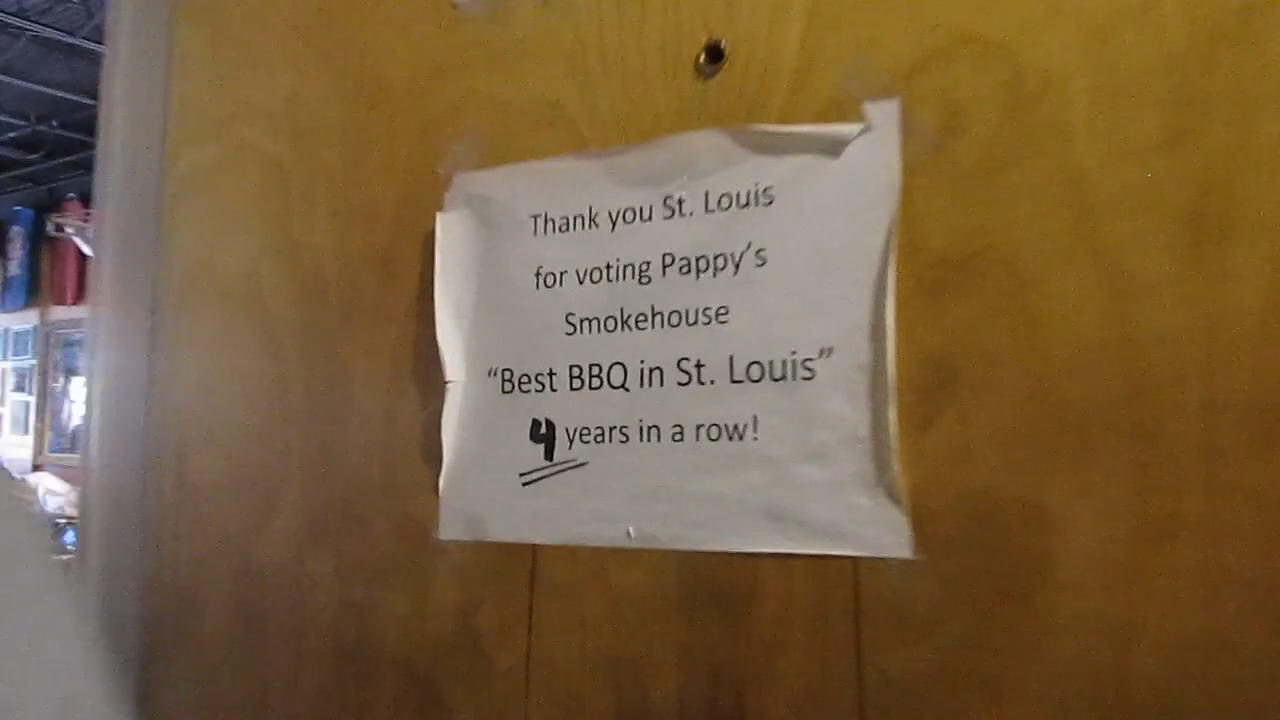 Thank you St. Louis
for voting Pappy's
Smokehouse
“Best BBQ in St. Louis”
4 years in a row!